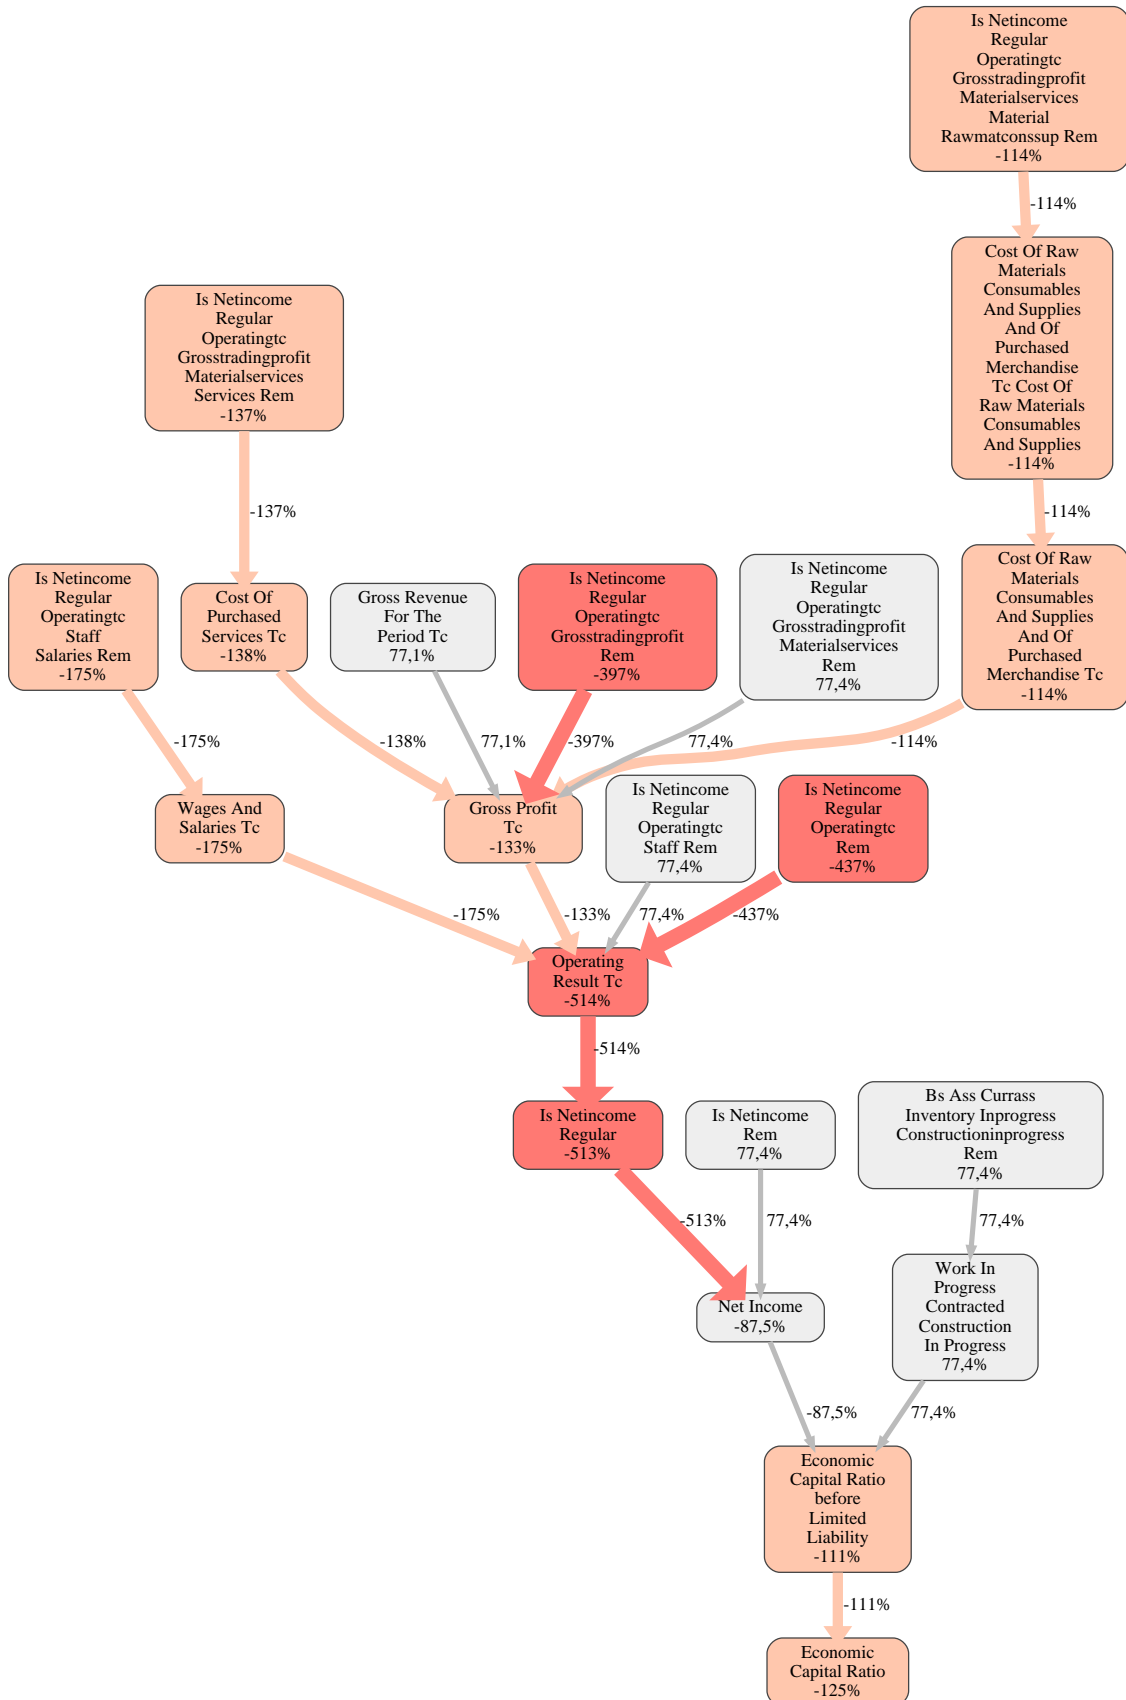 Is Netincome
Regular
Operatingtc
Grosstradingprofit
Materialservices
Material
Rawmatconssup Rem
-114%
-114%
Cost Of Raw
Materials
Consumables
And Supplies
And Of
Purchased
Merchandise
Tc Cost Of
Raw Materials
Consumables
And Supplies
-114%
Is Netincome
Regular
Operatingtc
Grosstradingprofit
Materialservices
Services Rem
-137%
-137%
-114%
Is Netincome
Regular
Operatingtc
Staff
Salaries Rem
-175%
Cost Of
Purchased
Services Tc
-138%
Gross Revenue
For The
Period Tc
77,1%
Is Netincome
Regular
Operatingtc
Grosstradingprofit
Rem
-397%
Is Netincome
Regular
Operatingtc
Grosstradingprofit
Materialservices
Rem
77,4%
Cost Of Raw
Materials
Consumables
And Supplies
And Of
Purchased
Merchandise Tc
-114%
-175%
-138%
77,1%
-397%
77,4%
-114%
Wages And
Salaries Tc
-175%
Gross Profit
Tc
-133%
Is Netincome
Regular
Operatingtc
Staff Rem
77,4%
Is Netincome
Regular
Operatingtc
Rem
-437%
-175%
-133%
77,4%
-437%
Operating
Result Tc
-514%
-514%
Is Netincome
Regular
-513%
Is Netincome
Rem
77,4%
Bs Ass Currass
Inventory Inprogress
Constructioninprogress
Rem
77,4%
-513%
77,4%
77,4%
Net Income
-87,5%
Work In
Progress
Contracted
Construction
In Progress
77,4%
-87,5%
77,4%
Economic
Capital Ratio
before
Limited
Liability
-111%
-111%
Economic
Capital Ratio
-125%